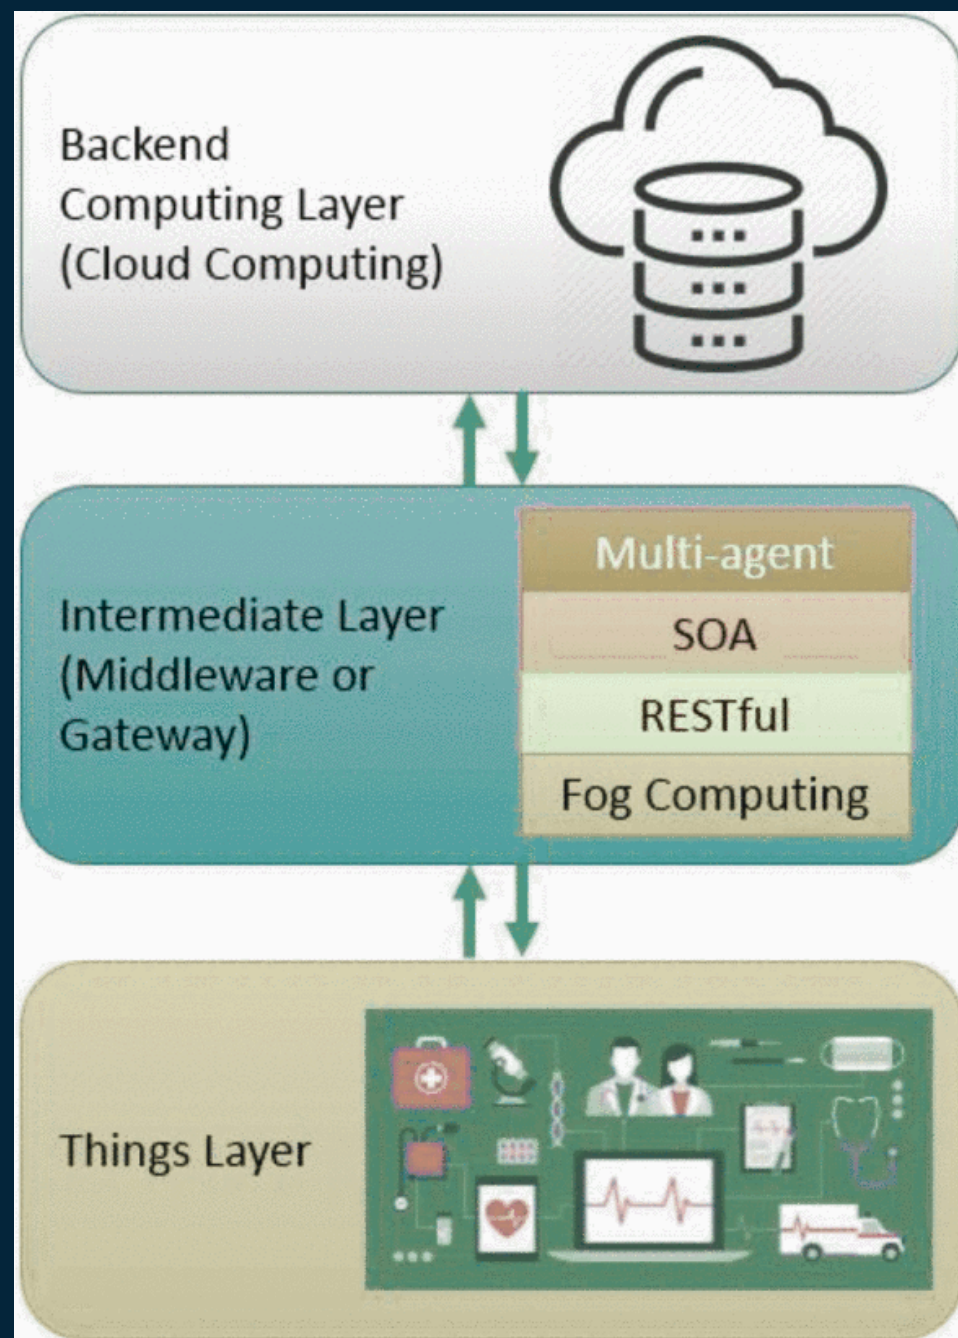 Backend
Computing Layer
(Cloud Computing)
Intermediate Layer
(Middleware or
Gateway)
Multi-agent
SOA
RESTful
Fog Computing
Things Layer